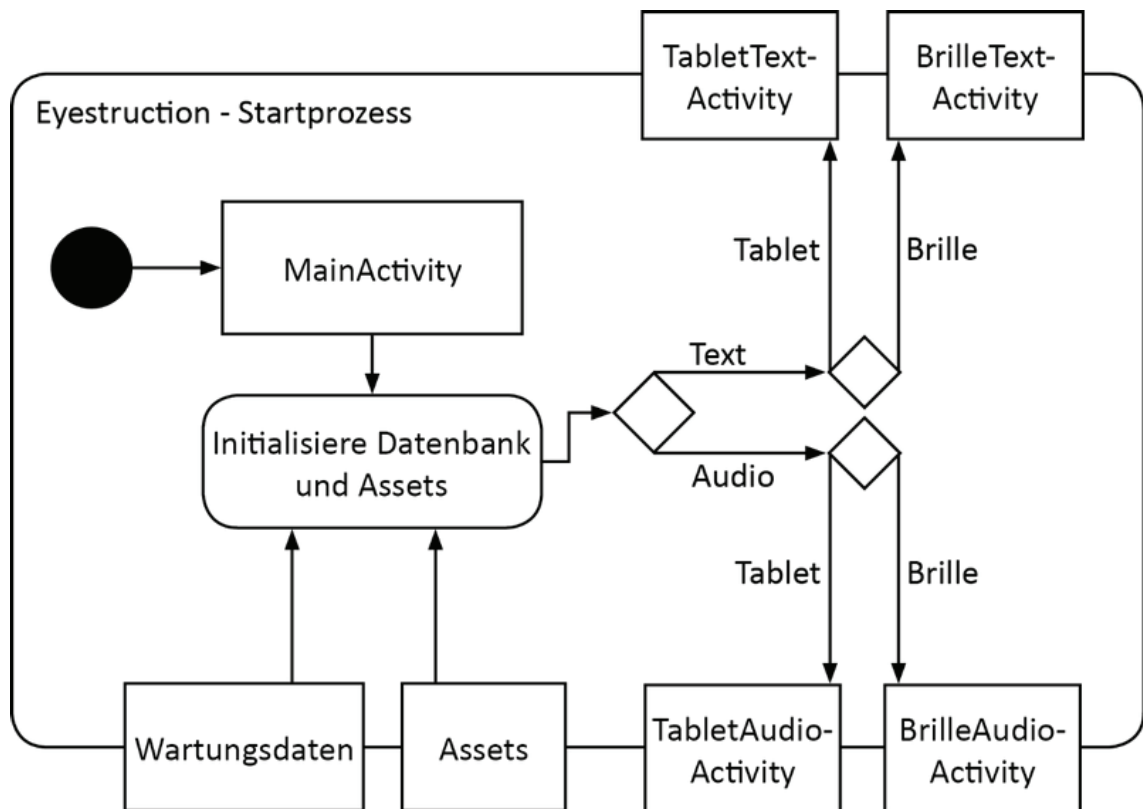 TabletText-
Activity
BrilleText-
Activity
Eyestruction - Startprozess
MainActivity
Tablet
Brille
Text
Initialisiere Datenbank
und Assets
Audio
Tablet
Brille
Wartungsdaten
Assets
TabletAudio-
Activity
BrilleAudio-
Activity